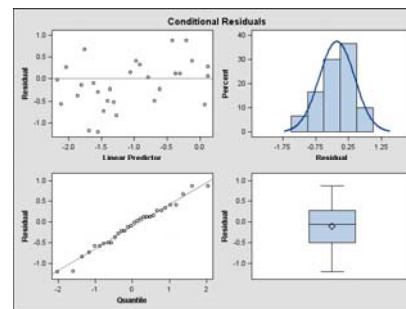 Conditional Residuals
1.0
0.5
0.0
-0.5
-1.0
Residual
-2.0 -1.5 -1.0 -0.5 0.0
Linear Predictor
40
30
20
10
0
Percent
-1.75 -0.75 0.25 1.25
Residual
1.0
0.5
0.0
-0.5
-1.0
Residual
-2 -1 0 1 2
Quantile
1.0
0.5
0.0
-0.5
-1.0
Residual